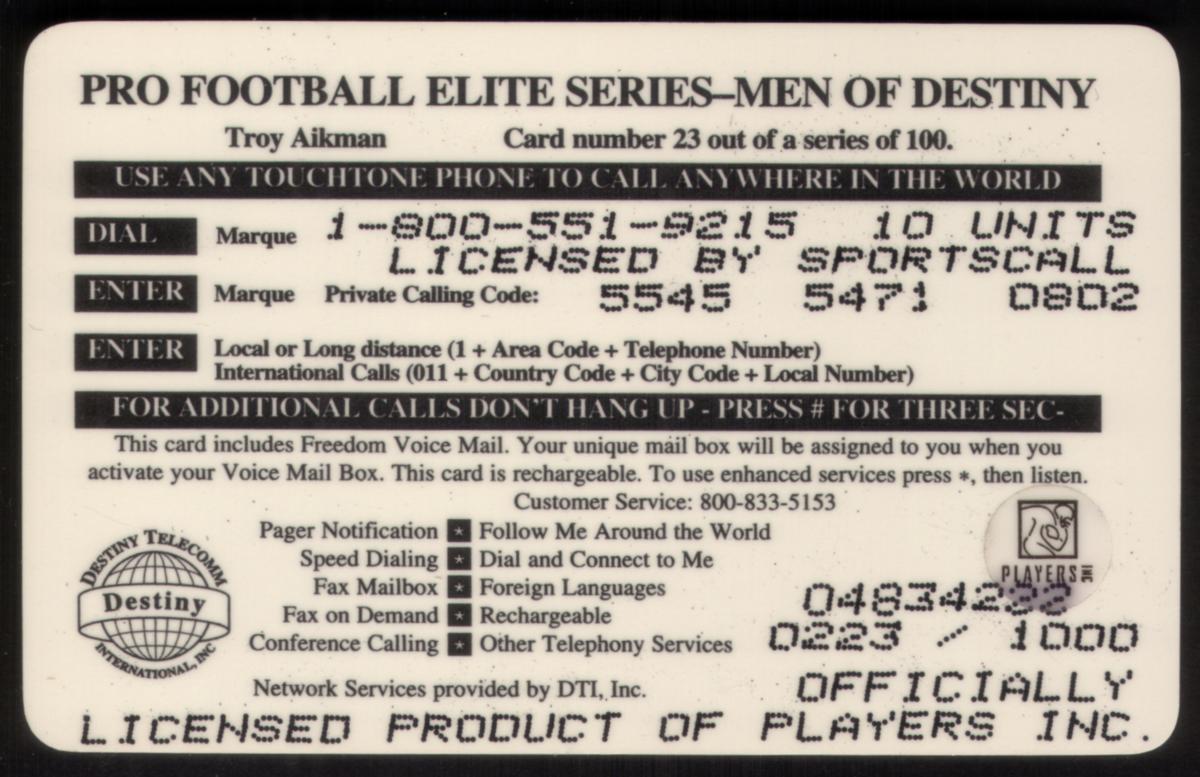 PRO FOOTBALL ELITE SERIES–MEN OF DESTINY
Troy Aikman Card number 23 out of a series of 100.
USE ANY TOUCHTONE PHONE TO CALL ANYWHERE IN THE WORLD
DIAL Marque 1-800-551-9215 10 UNITS
LICENSED BY SPORTSCALL
ENTER Marque Private Calling Code: 5545 5471 0802
ENTER Local or Long distance (1 + Area Code + Telephone Number)
International Calls (011 + Country Code + City Code + Local Number)
FOR ADDITIONAL CALLS DON'T HANG UP - PRESS # FOR THREE SEC-
This card includes Freedom Voice Mail. Your unique mail box will be assigned to you when you
activate your Voice Mail Box. This card is rechargeable. To use enhanced services press *, then listen.
Customer Service: 800-833-5153
Pager Notification Follow Me Around the World
Speed Dialing Dial and Connect to Me
Fax Mailbox Foreign Languages
Fax on Demand Rechargeable
Conference Calling Other Telephony Services
Network Services provided by DTI, Inc.
DESTINY TELECOMM
Destiny
INTERNATIONAL, INC
PLAYERS INC
0223 / 1000
OFFICIALLY
LICENSED PRODUCT OF PLAYERS INC.